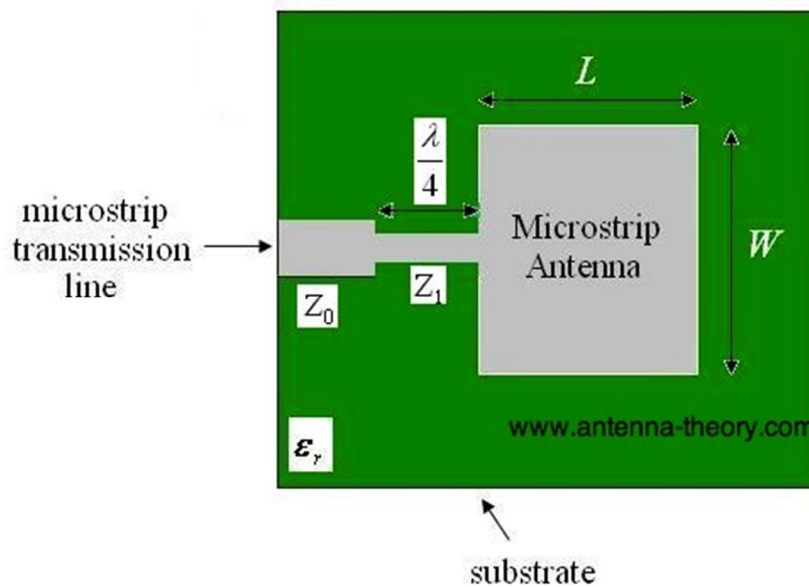 L
λ
4
microstrip
transmission
line
Microstrip
Antenna
W
Z₀
Z₁
www.antenna-theory.com
εᵣ
substrate